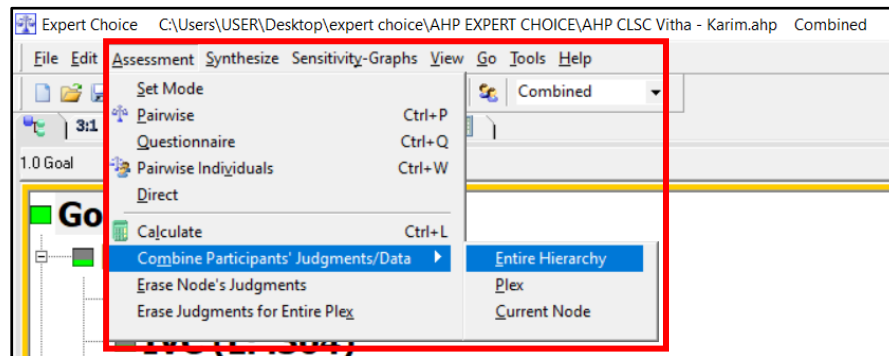 Expert Choice C:\Users\USER\Desktop\expert choice\AHP EXPERT CHOICE\AHP CLSC Vitha - Karim.ahp Combined
File Edit Assessment Synthesize Sensitivity-Graphs View Go Tools Help
Set Mode
Combined
Pairwise Ctrl+P
3:1
Questionnaire Ctrl+Q
1.0 Goal
Pairwise Individuals Ctrl+W
Direct
Go
Calculate Ctrl+L
Combine Participants' Judgments/Data
Entire Hierarchy
Erase Node's Judgments
Plex
Erase Judgments for Entire Plex
Current Node